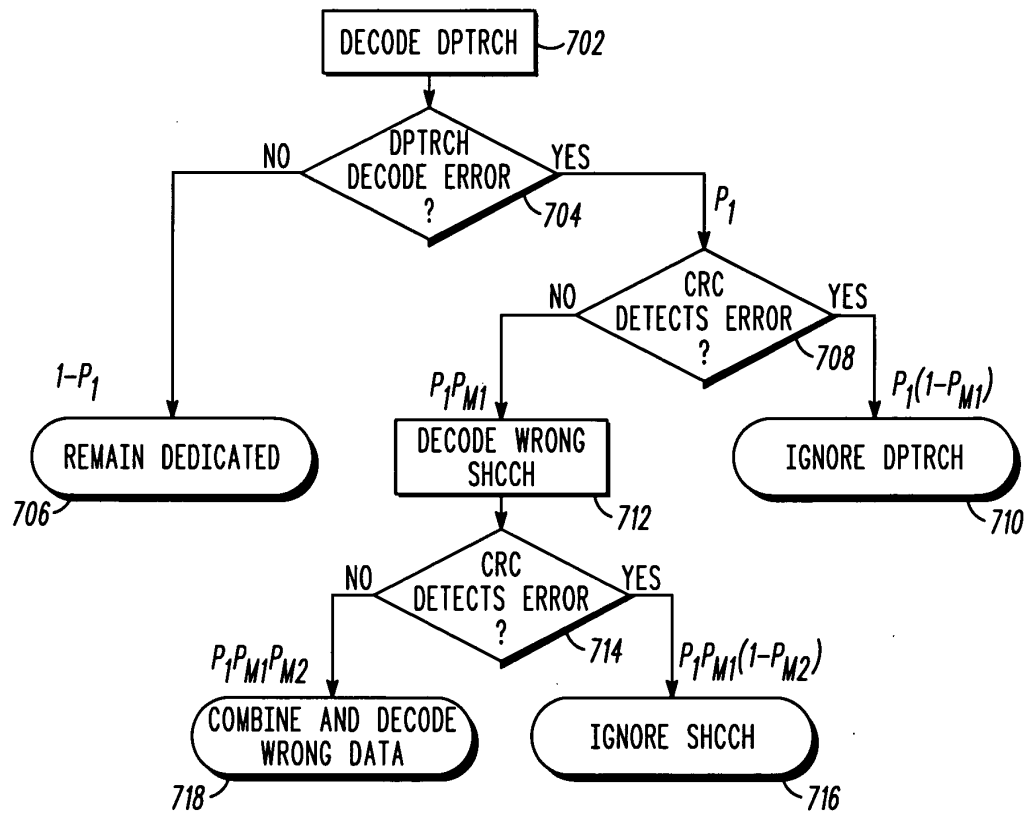 DECODE DPTRCH
702
DPTRCH
DECODE ERROR
?
NO
YES
704
P1
CRC
DETECTS ERROR
?
NO
YES
708
1-P1
P1PM1
P1(1-PM1)
REMAIN DEDICATED
706
DECODE WRONG
SHCCH
712
IGNORE DPTRCH
710
CRC
DETECTS ERROR
?
NO
YES
714
P1PM1PM2
P1PM1(1-PM2)
COMBINE AND DECODE
WRONG DATA
718
IGNORE SHCCH
716